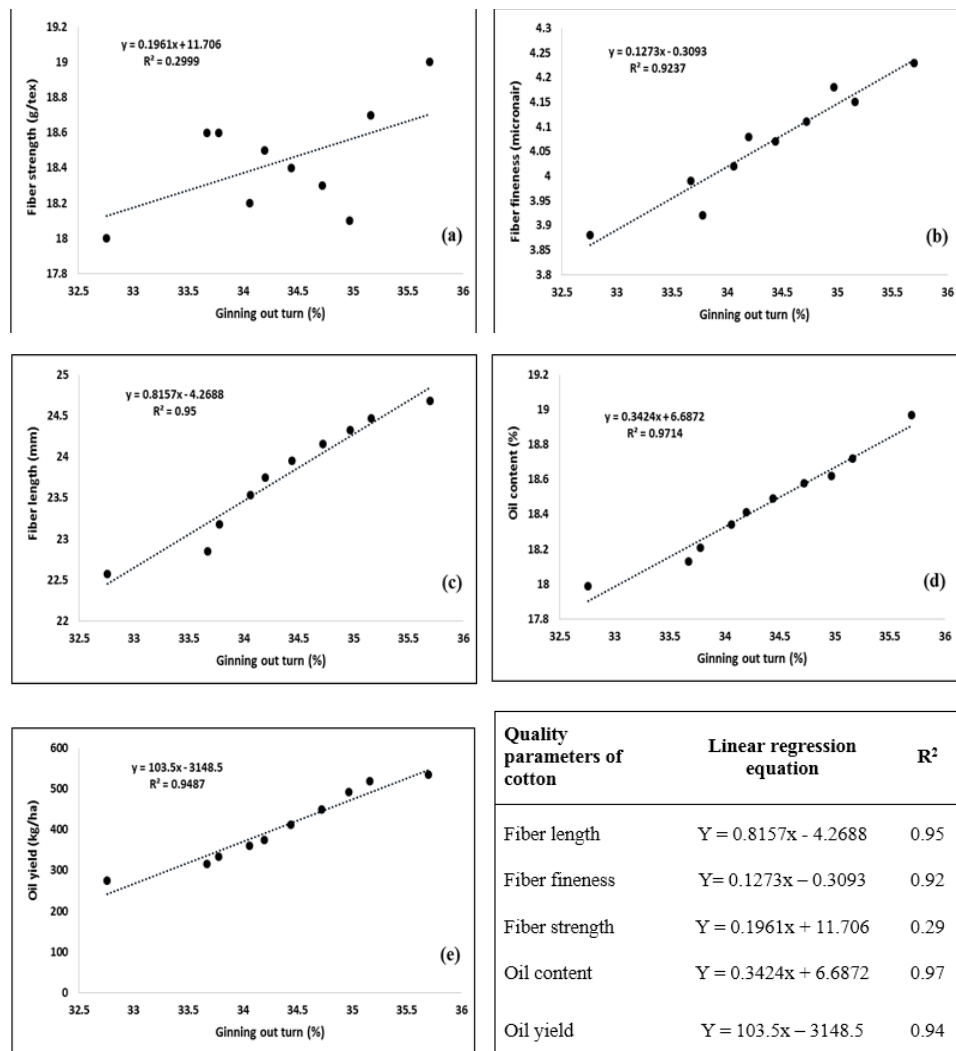 19.2
19
18.8
18.6
18.4
18.2
18
17.8
Fiber strength (g/tex)
y = 0.1961x + 11.706
R² = 0.2999
(a)
32.5 33 33.5 34 34.5 35 35.5 36
Ginning out turn (%)
4.3
4.25
4.2
4.15
4.1
4.05
4
3.95
3.9
3.85
3.8
Fiber fineness (micronair)
y = 0.1273x - 0.3093
R² = 0.9237
(b)
32.5 33 33.5 34 34.5 35 35.5 36
Ginning out turn (%)
25
24.5
24
23.5
23
22.5
22
Fiber length (mm)
y = 0.8157x - 4.2688
R² = 0.95
(c)
32.5 33 33.5 34 34.5 35 35.5 36
Ginning out turn (%)
19.2
19
18.8
18.6
18.4
18.2
18
17.8
Oil content (%)
y = 0.3424x + 6.6872
R² = 0.9714
(d)
32.5 33 33.5 34 34.5 35 35.5 36
Ginning out turn (%)
600
500
400
300
200
100
0
Oil yield (kg/ha)
y = 103.5x - 3148.5
R² = 0.9487
(e)
32.5 33 33.5 34 34.5 35 35.5 36
Ginning out turn (%)
Quality
parameters of
cotton
Linear regression
equation
R²
Fiber length Y = 0.8157x - 4.2688 0.95
Fiber fineness Y= 0.1273x – 0.3093 0.92
Fiber strength Y = 0.1961x + 11.706 0.29
Oil content Y = 0.3424x + 6.6872 0.97
Oil yield Y = 103.5x – 3148.5 0.94